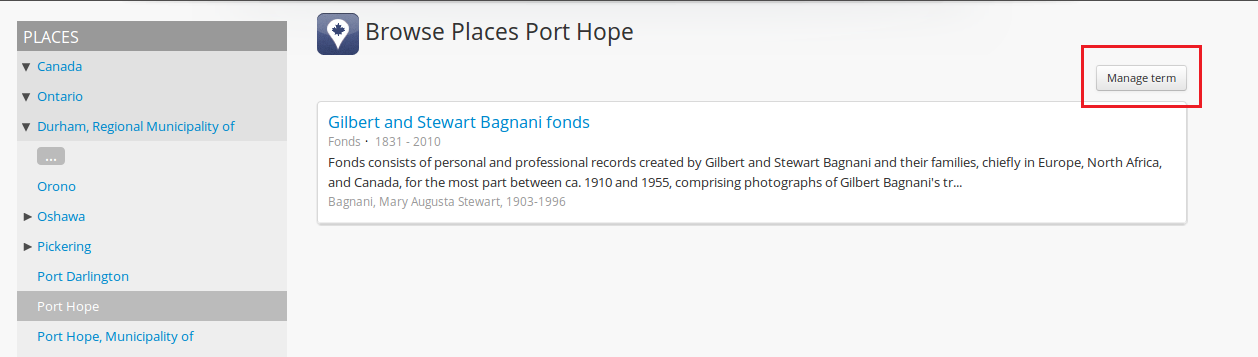 PLACES
Canada
Ontario
Durham, Regional Municipality of
...
Orono
Oshawa
Pickering
Port Darlington
Port Hope
Port Hope, Municipality of
Browse Places Port Hope
Manage term
Gilbert and Stewart Bagnani fonds
Fonds · 1831 - 2010
Fonds consists of personal and professional records created by Gilbert and Stewart Bagnani and their families, chiefly in Europe, North Africa,
and Canada, for the most part between ca. 1910 and 1955, comprising photographs of Gilbert Bagnani's tr...
Bagnani, Mary Augusta Stewart, 1903-1996